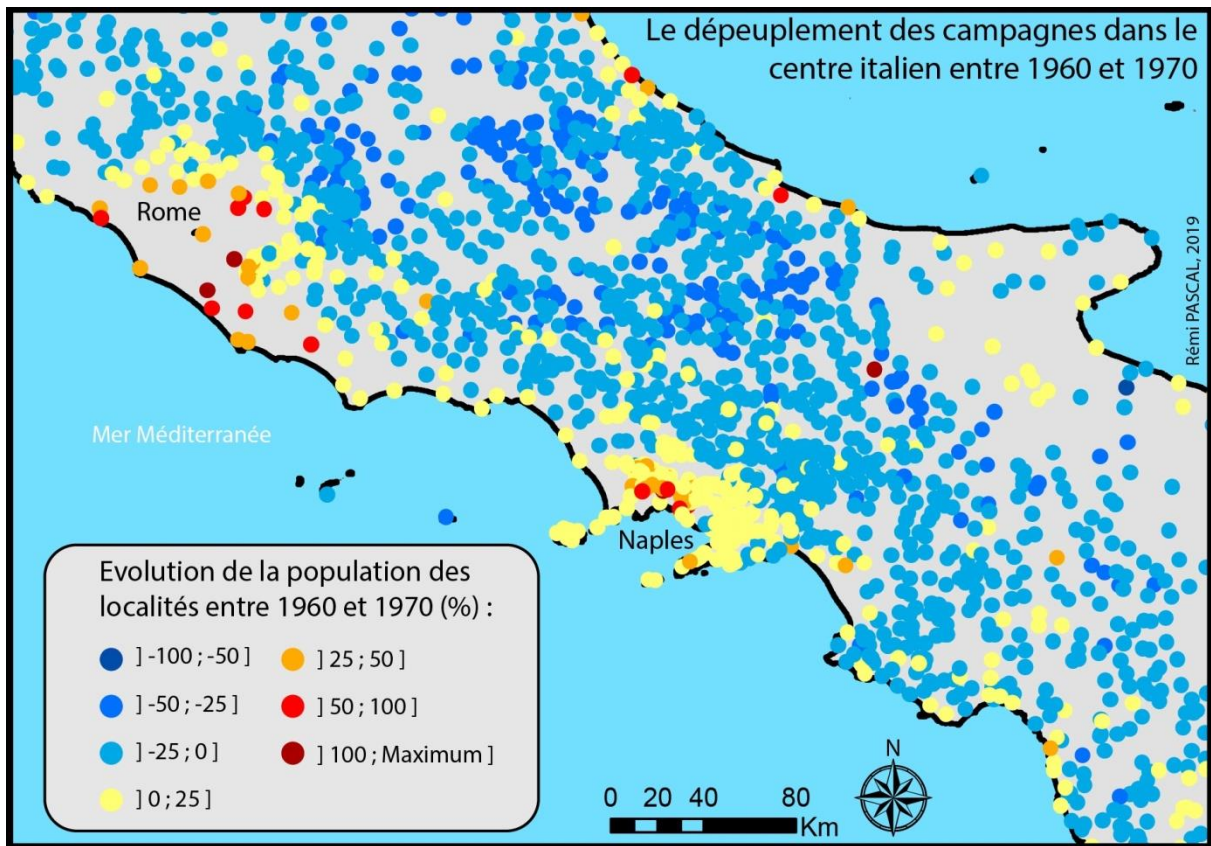 Le dépeuplement des campagnes dans le
centre italien entre 1960 et 1970
Rome
Rémi PASCAL, 2019
Mer Méditerranée
Naples
Evolution de la population des
localités entre 1960 et 1970 (%) :
] -100 ; -50 ]
] 25 ; 50 ]
] -50 ; -25 ]
] 50 ; 100 ]
] -25 ; 0 ]
] 100 ; Maximum ]
] 0 ; 25 ]
N
0 20 40 80
Km